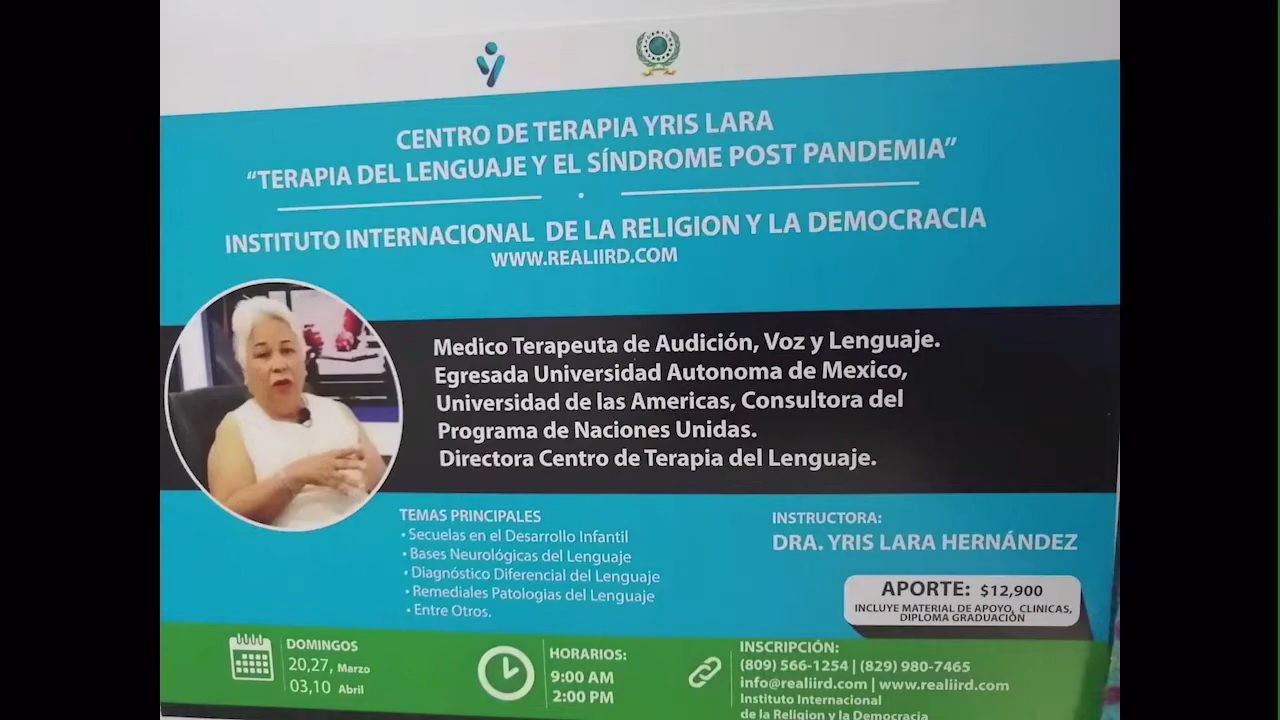 CENTRO DE TERAPIA YRIS LARA
“TERAPIA DEL LENGUAJE Y EL SÍNDROME POST PANDEMIA”
INSTITUTO INTERNACIONAL DE LA RELIGION Y LA DEMOCRACIA
WWW.REALIIRD.COM
Medico Terapeuta de Audición, Voz y Lenguaje.
Egresada Universidad Autonoma de Mexico,
Universidad de las Americas, Consultora del
Programa de Naciones Unidas.
Directora Centro de Terapia del Lenguaje.
TEMAS PRINCIPALES
• Secuelas en el Desarrollo Infantil
• Bases Neurológicas del Lenguaje
• Diagnóstico Diferencial del Lenguaje
• Remediales Patologias del Lenguaje
• Entre Otros.
INSTRUCTORA:
DRA. YRIS LARA HERNÁNDEZ
APORTE: $12,900
INCLUYE MATERIAL DE APOYO, CLINICAS,
DIPLOMA GRADUACIÓN
DOMINGOS
20,27, Marzo
03,10 Abril
HORARIOS:
9:00 AM
2:00 PM
INSCRIPCIÓN:
(809) 566-1254 | (829) 980-7465
info@realiird.com | www.realiird.com
Instituto Internacional
de la Religion y la Democracia